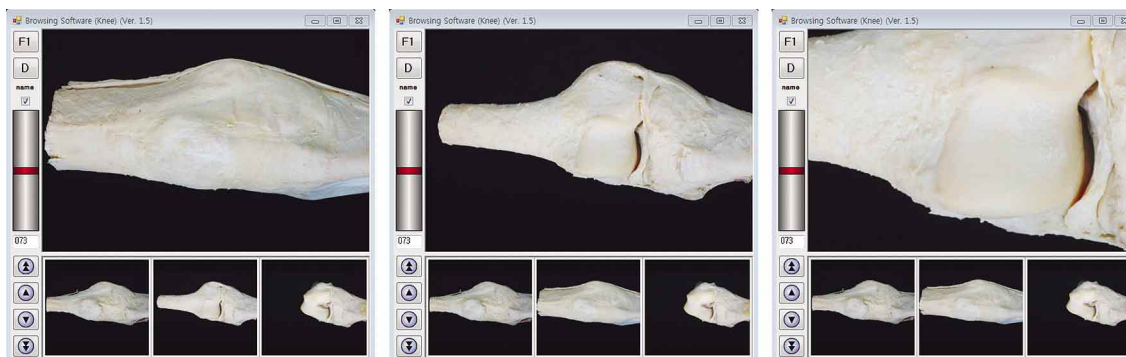 Browsing Software (Knee) (Ver. 1.5)
F1
D
name
073
Browsing Software (Knee) (Ver. 1.5)
F1
D
name
073
Browsing Software (Knee) (Ver. 1.5)
F1
D
name
073